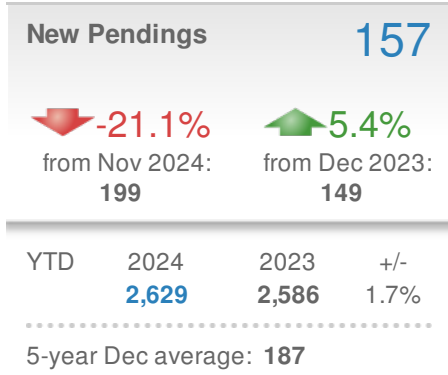 New Pendings 157
-21.1% 5.4%
from Nov 2024: from Dec 2023:
199 149
YTD 2024 2023 +/-
2,629 2,586 1.7%
5-year Dec average: 187